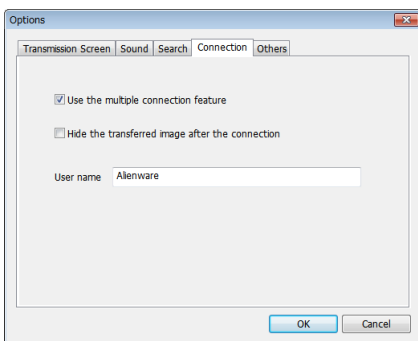 Options
Transmission Screen Sound Search Connection Others
Use the multiple connection feature
Hide the transferred image after the connection
User name Alienware
OK Cancel